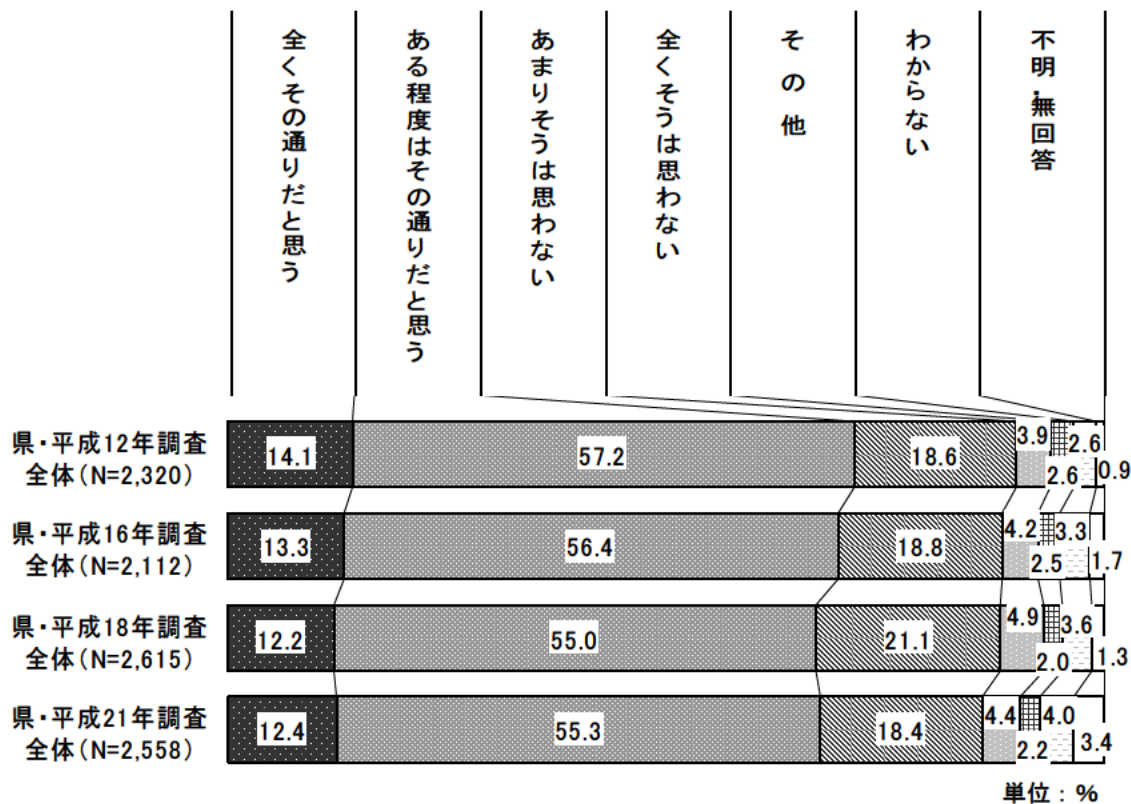 全くその通りだと思う
ある程度はその通りだと思う
あまりそうは思わない
全くそうは思わない
その他
わからない
不明・無回答
県・平成12年調査
全体(N=2,320)
14.1
57.2
18.6
3.9
2.6
2.6
0.9
県・平成16年調査
全体(N=2,112)
13.3
56.4
18.8
4.2
2.5
3.3
1.7
県・平成18年調査
全体(N=2,615)
12.2
55.0
21.1
4.9
2.0
3.6
1.3
県・平成21年調査
全体(N=2,558)
12.4
55.3
18.4
4.4
2.2
4.0
3.4
単位：%